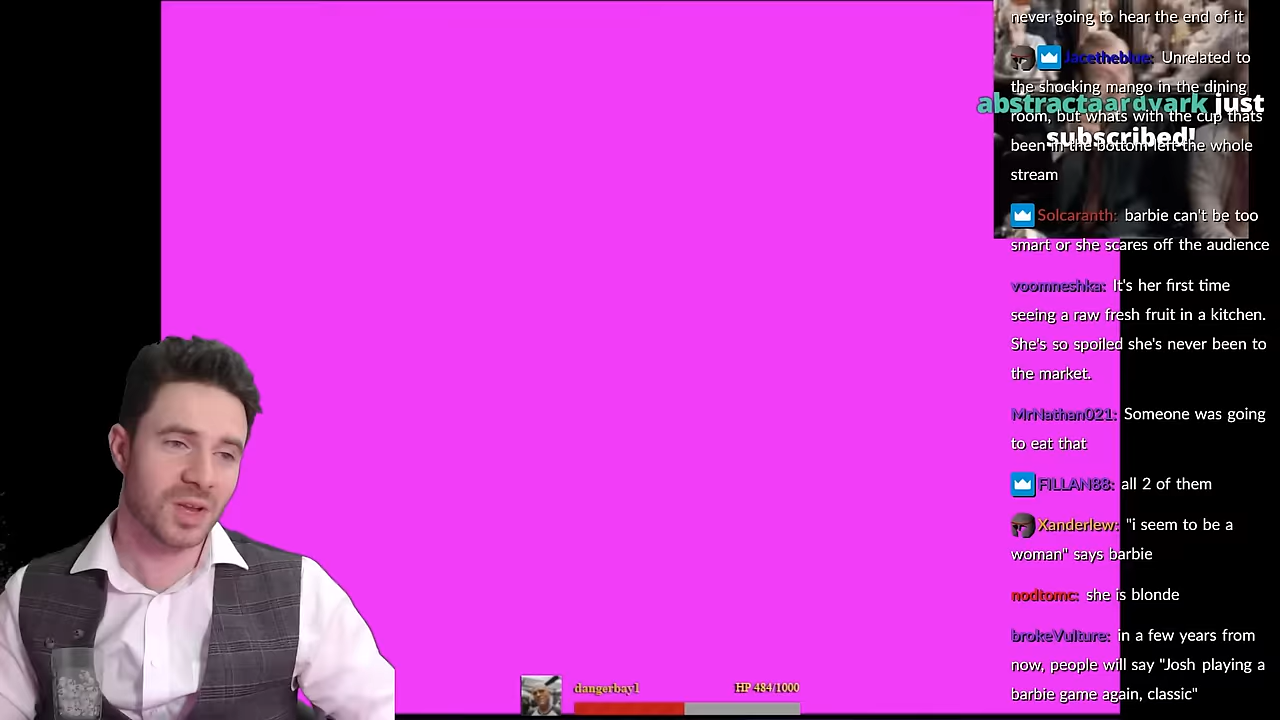 never going to hear the end of it
Jacetheblue: Unrelated to
the shocking mango in the dining
abstractaardvark just
room, but whats with the cup thats
subscribed!
been in the bottom left the whole
stream
Solcaranth: barbie can't be too
smart or she scares off the audience
voomneshka: It's her first time
seeing a raw fresh fruit in a kitchen.
She's so spoiled she's never been to
the market.
MrNathan021: Someone was going
to eat that
FILLAN88: all 2 of them
Xanderlew: "i seem to be a
woman" says barbie
nodtomc: she is blonde
brokeVulture: in a few years from
now, people will say "Josh playing a
barbie game again, classic"
dangerbay1 HP 484/1000